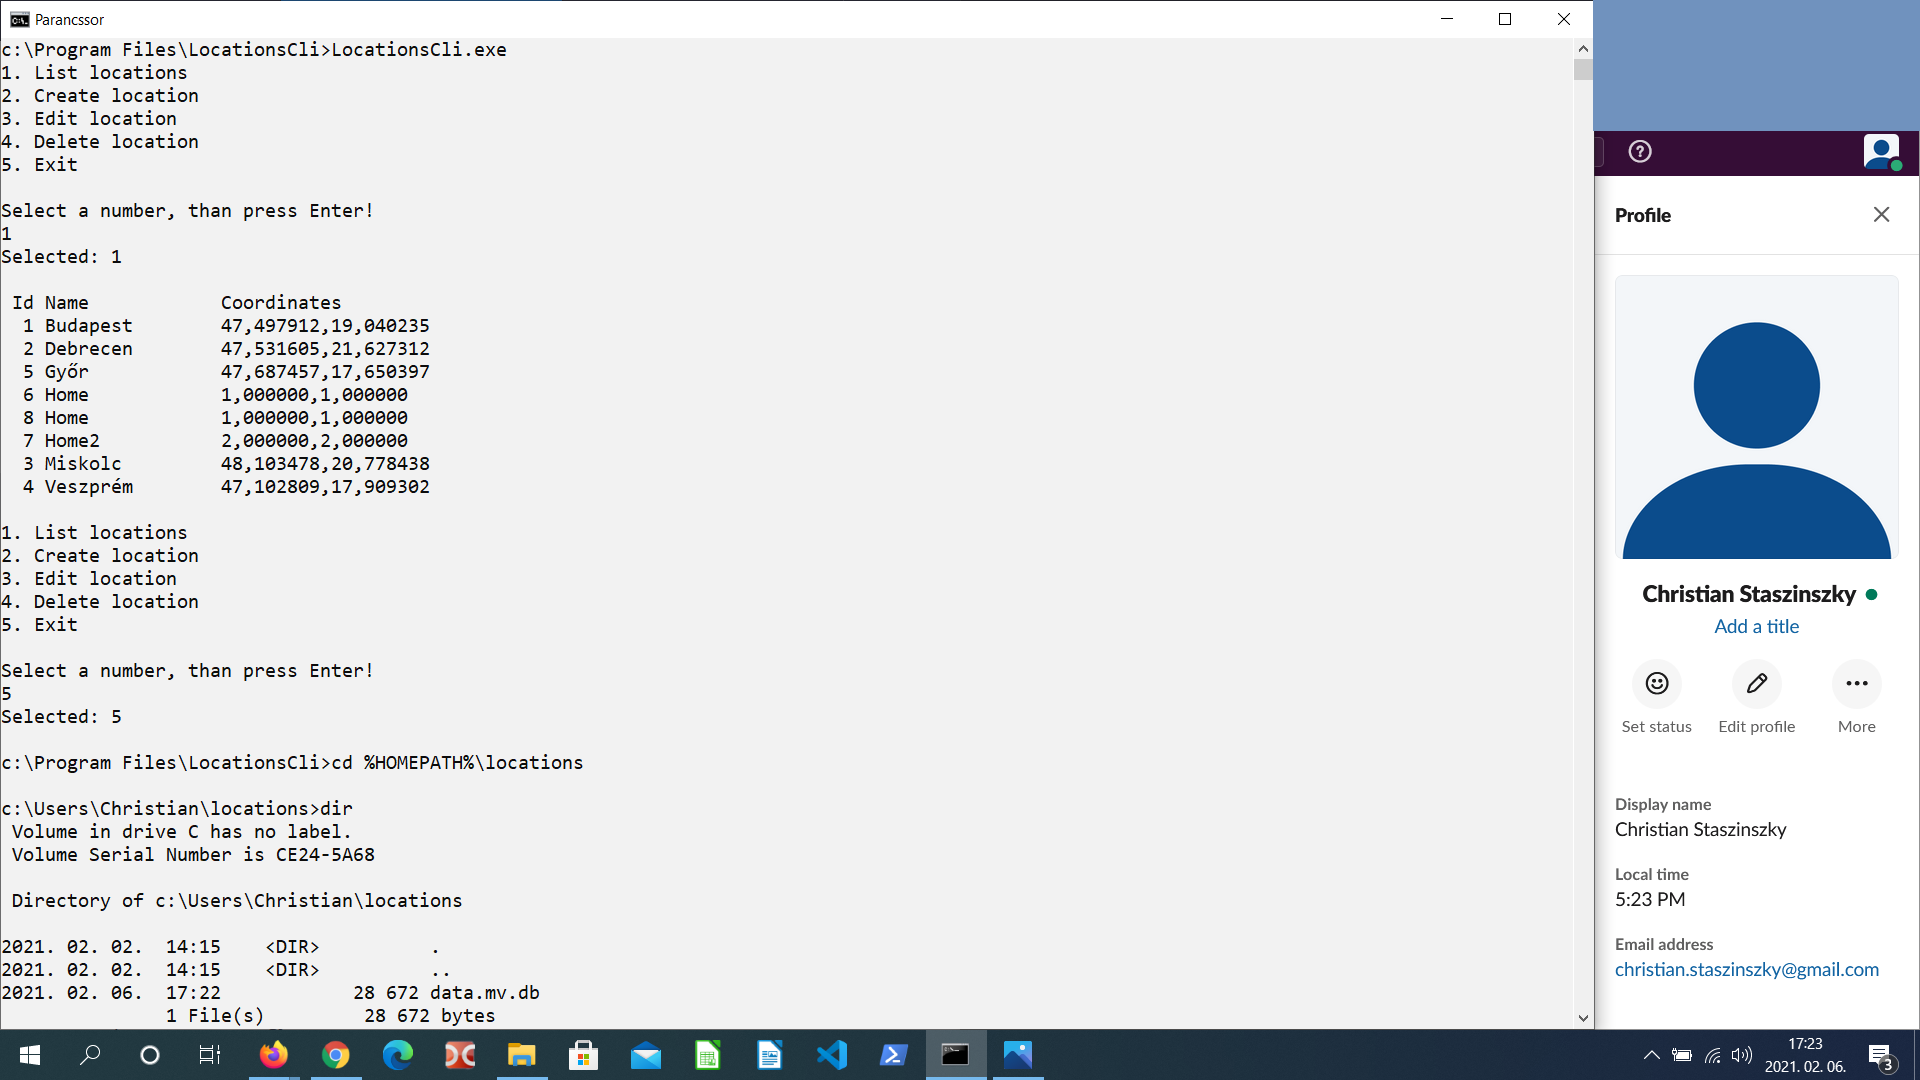 Parancssor
c:\Program Files\LocationsCli>LocationsCli.exe
1. List locations
2. Create location
3. Edit location
4. Delete location
5. Exit
Select a number, than press Enter!
1
Selected: 1
Id Name Coordinates
1 Budapest 47,497912,19,040235
2 Debrecen 47,531605,21,627312
5 Győr 47,687457,17,650397
6 Home 1,000000,1,000000
8 Home 1,000000,1,000000
7 Home2 2,000000,2,000000
3 Miskolc 48,103478,20,778438
4 Veszprém 47,102809,17,909302
1. List locations
2. Create location
3. Edit location
4. Delete location
5. Exit
Select a number, than press Enter!
5
Selected: 5
c:\Program Files\LocationsCli>cd %HOMEPATH%\locations
c:\Users\Christian\locations>dir
Volume in drive C has no label.
Volume Serial Number is CE24-5A68
Directory of c:\Users\Christian\locations
2021. 02. 02. 14:15 <DIR> .
2021. 02. 02. 14:15 <DIR> ..
2021. 02. 06. 17:22 28 672 data.mv.db
1 File(s) 28 672 bytes
Profile
Christian Staszinszky
Add a title
Set status
Edit profile
More
Display name
Christian Staszinszky
Local time
5:23 PM
Email address
christian.staszinszky@gmail.com
17:23
2021. 02. 06.
3